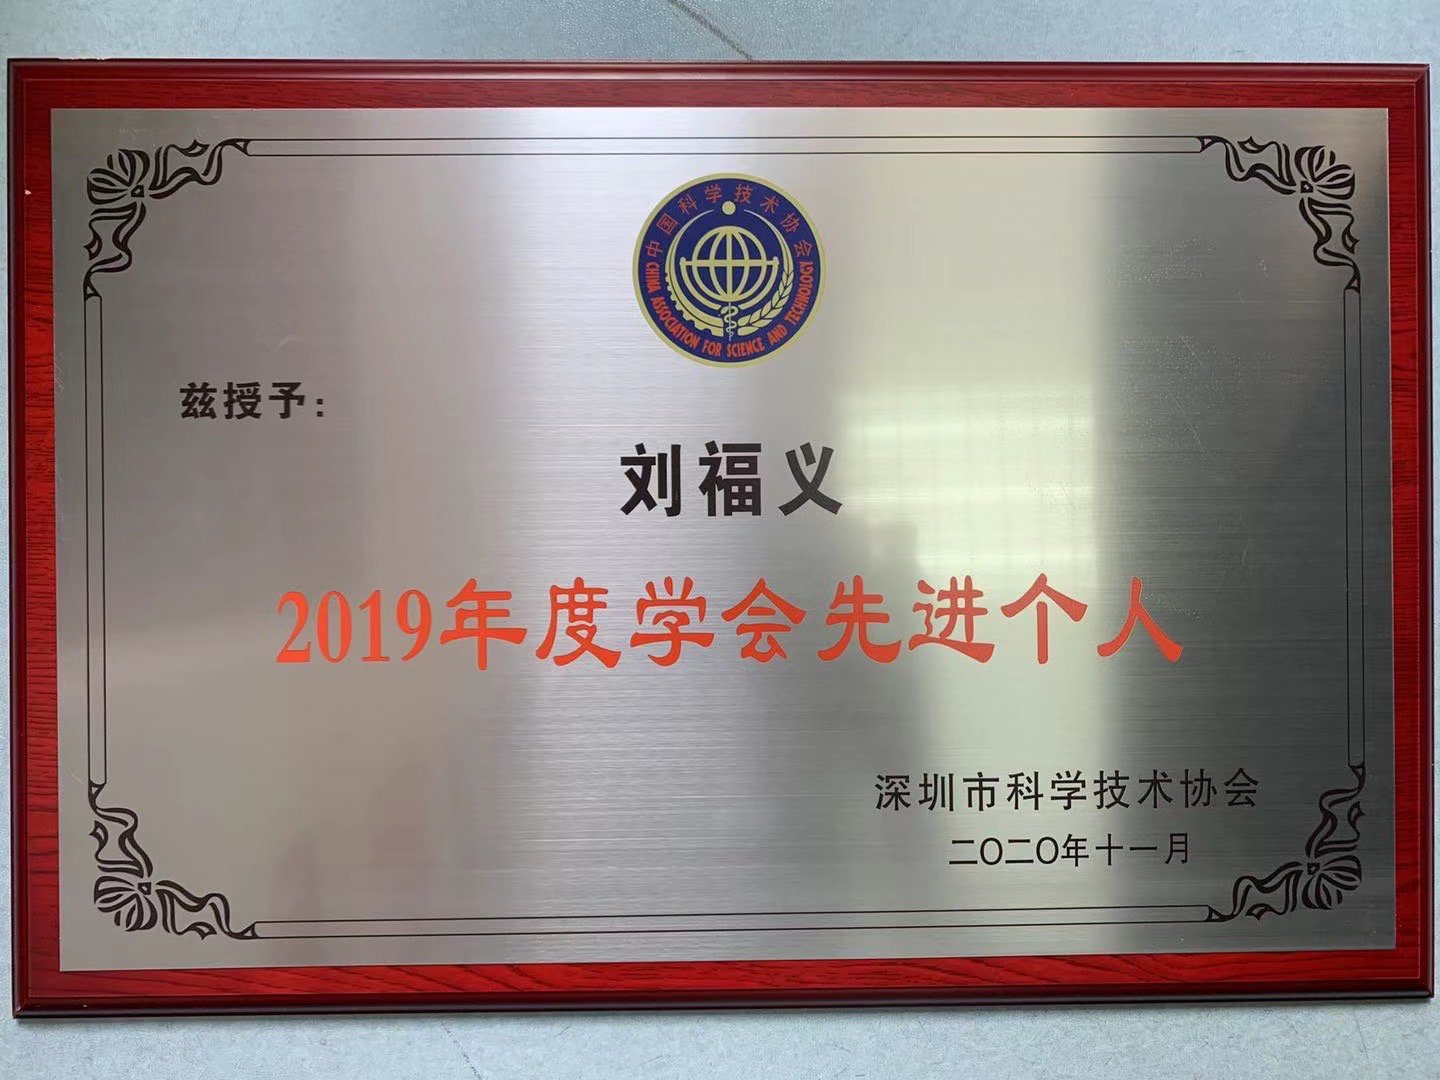 中国科学技术协会
CHINA ASSOCIATION FOR SCIENCE AND TECHNOLOGY
兹授予：
刘福义
2019年度学会先进个人
深圳市科学技术协会
二〇二〇年十一月